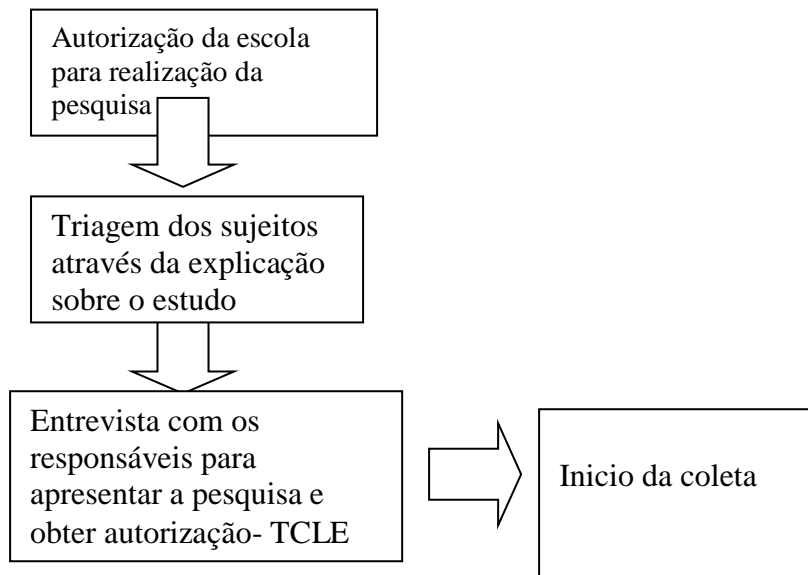 Autorização da escola
para realização da
pesquisa
Triagem dos sujeitos
através da explicação
sobre o estudo
Entrevista com os
responsáveis para
apresentar a pesquisa e
obter autorização- TCLE
Inicio da coleta